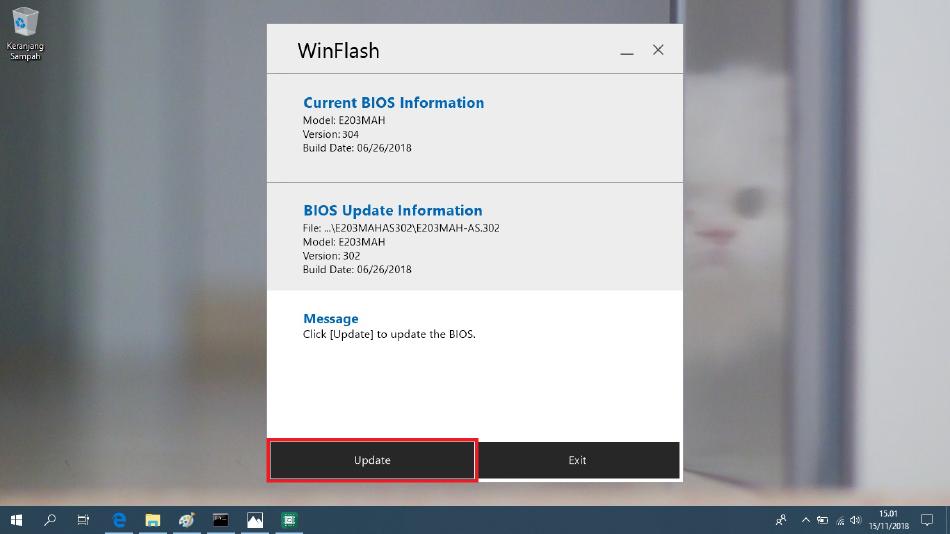 Keranjang
Sampah
WinFlash
Current BIOS Information
Model: E203MAH
Version: 304
Build Date: 06/26/2018
BIOS Update Information
File: ...\E203MAHAS302\E203MAH-AS.302
Model: E203MAH
Version: 302
Build Date: 06/26/2018
Message
Click [Update] to update the BIOS.
Update
Exit
15.01
15/11/2018